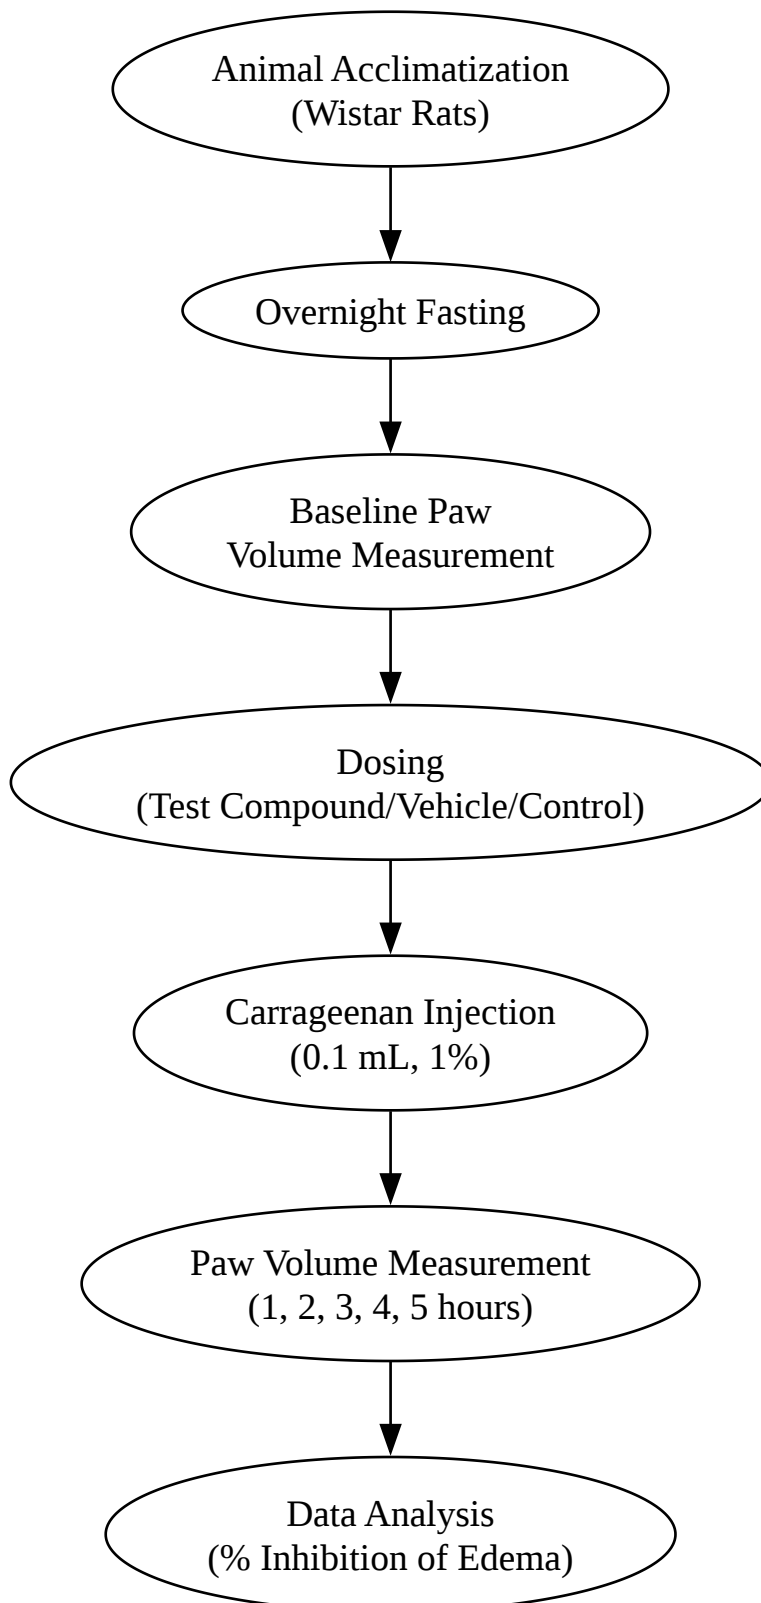 Animal Acclimatization
(Wistar Rats)
Overnight Fasting
Baseline Paw
Volume Measurement
Dosing
(Test Compound/Vehicle/Control)
Carrageenan Injection
(0.1 mL, 1%)
Paw Volume Measurement
(1, 2, 3, 4, 5 hours)
Data Analysis
(% Inhibition of Edema)